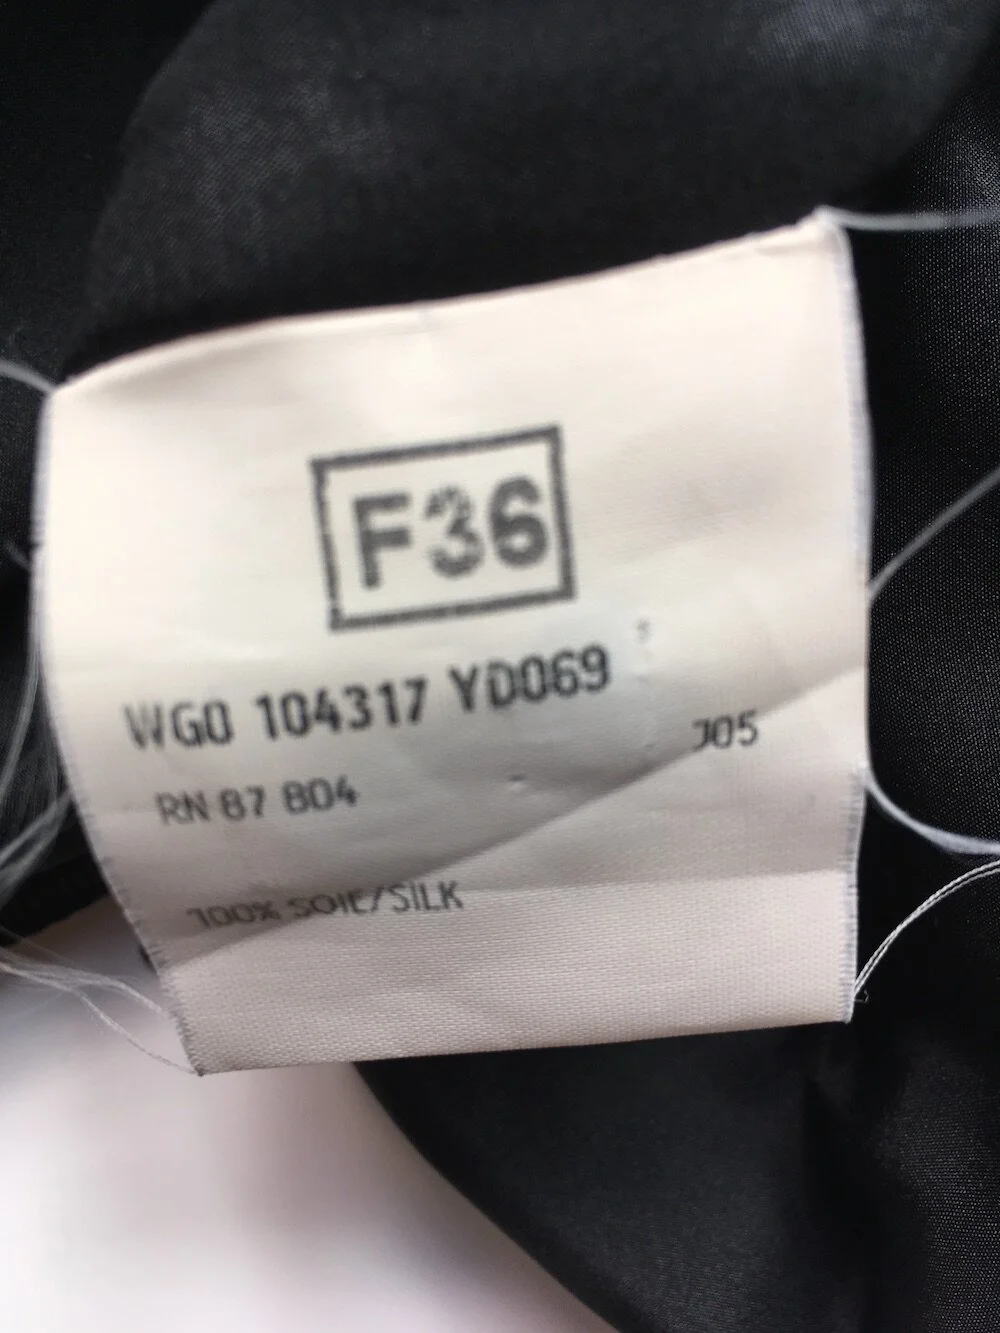 F36
WG0 104317 YD069
J05
RN 87 804
100% SOIE/SILK